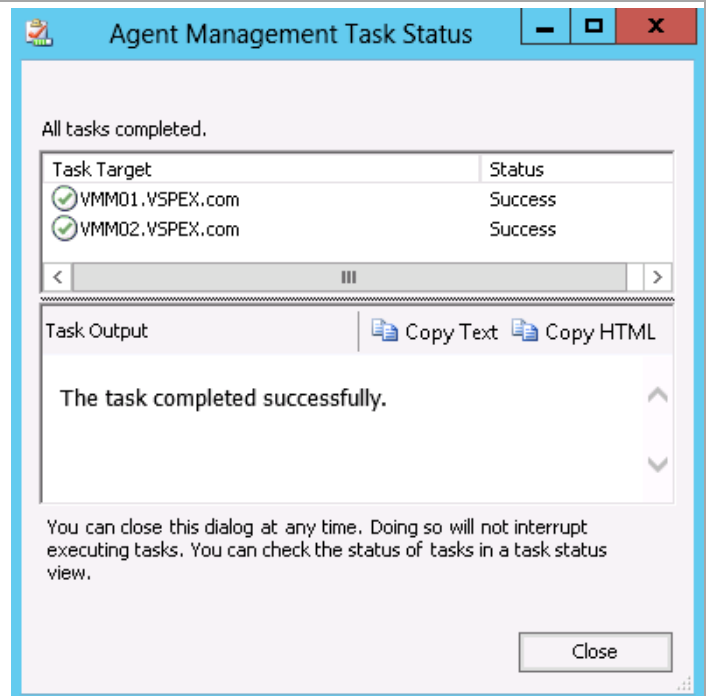 Agent Management Task Status
All tasks completed.
Task Target Status
VMM01.VSPEX.com Success
VMM02.VSPEX.com Success
Task Output Copy Text Copy HTML
The task completed successfully.
You can close this dialog at any time. Doing so will not interrupt
executing tasks. You can check the status of tasks in a task status
view.
Close